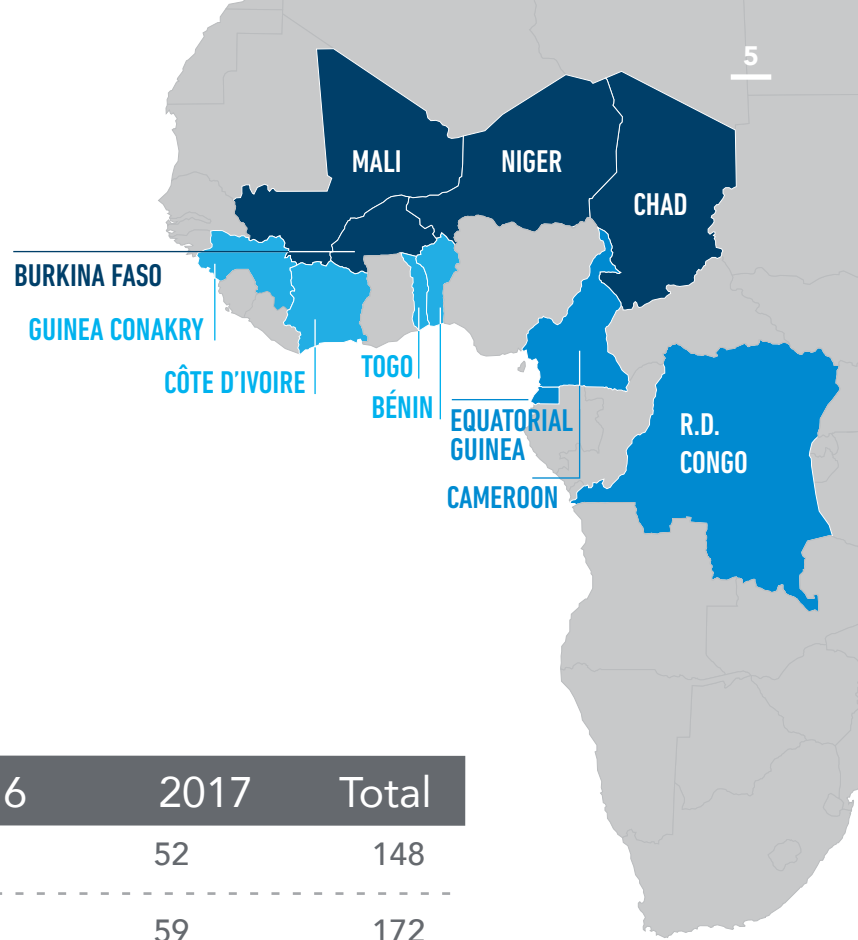 5
MALI
NIGER
CHAD
BURKINA FASO
GUINEA CONAKRY
CÔTE D'IVOIRE
TOGO
BÉNIN
EQUATORIAL
GUINEA
CAMEROON
R.D.
CONGO
6 2017 Total
52 148
59 172